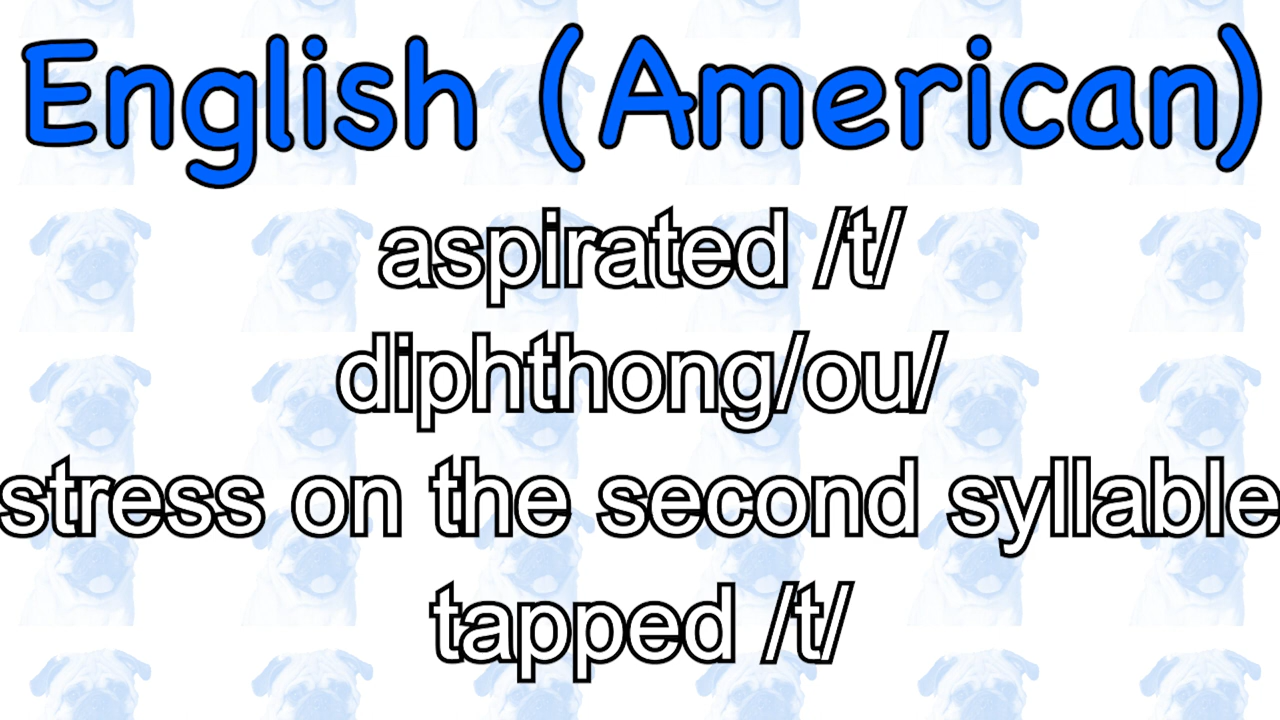 English (American)
aspirated /t/
diphthong/ou/
stress on the second syllable
tapped /t/